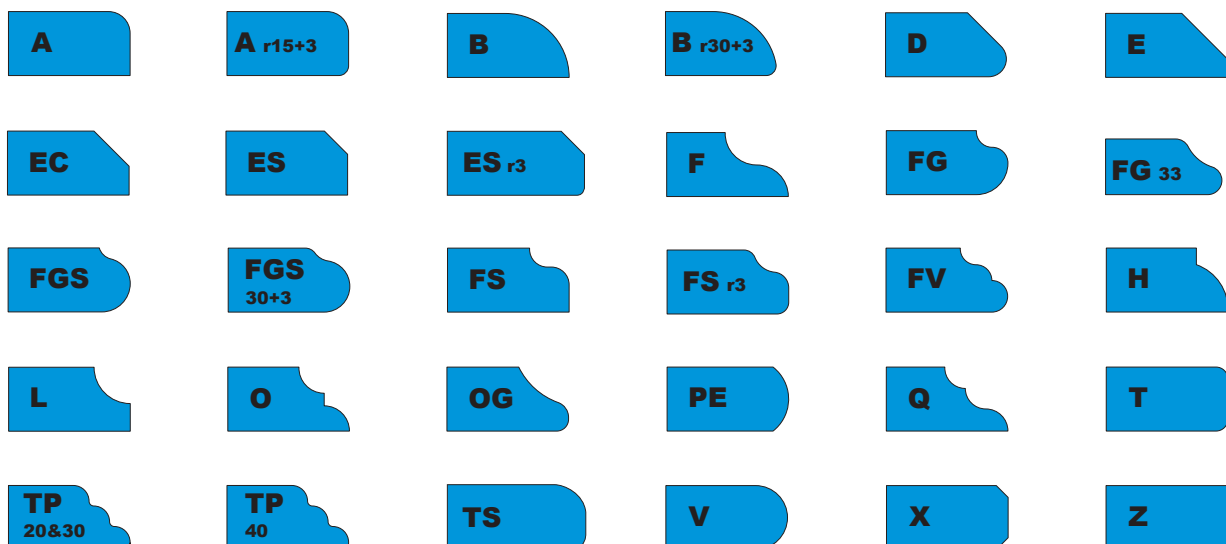 A
A r15+3
B
B r30+3
D
E
EC
ES
ES r3
F
FG
FG 33
FGS
FGS
30+3
FS
FS r3
FV
H
L
O
OG
PE
Q
T
TP
20&30
TP
40
TS
V
X
Z